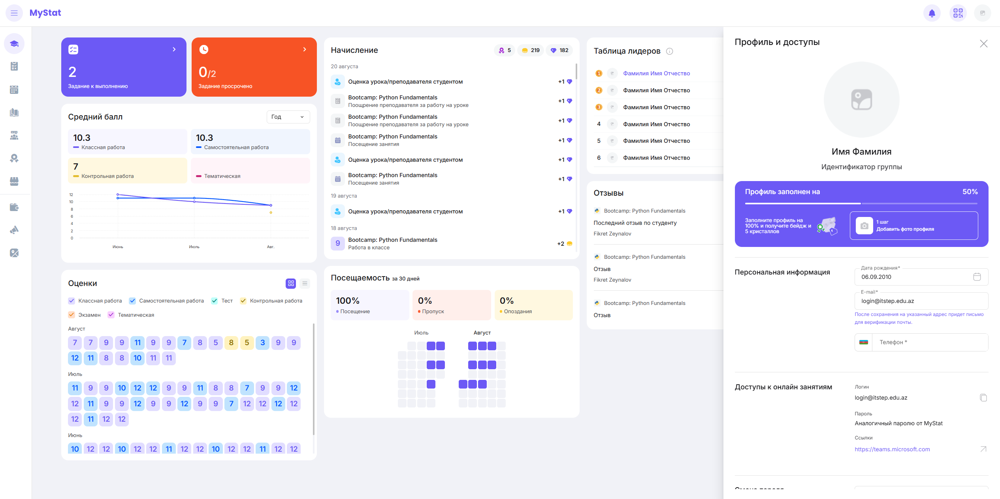 MyStat
2
Задание к выполнению
0/2
Задание просрочено
Средний балл
Год
10.3
Классная работа
10.3
Самостоятельная работа
7
Контрольная работа
Тематическая
12
10
8
6
4
2
0
Июнь
Июль
Авг.
Оценки
Классная работа
Самостоятельная работа
Тест
Контрольная работа
Экзамен
Тематическая
Август
7 7 9 9 11 9 9 7 8 5 8 5 3 9 9
12 11 8 8 10 11 11
Июль
11 9 9 10 12 12 9 9 11 8 8 7 9 9 12
12 11 9 9 12 9 9 12 9 9 7 12 12 12 12
12 11 12 12
Июнь
10 12 12 10 12 12 11 12 12 10 12 12 11 12 12
Начисление
5
219
182
20 августа
Оценка урока/преподавателя студентом
+1
Bootcamp: Python Fundamentals
Поощрение преподавателя за работу на уроке
+1
Bootcamp: Python Fundamentals
Поощрение преподавателя за работу на уроке
+1
Bootcamp: Python Fundamentals
Посещение занятия
+1
Оценка урока/преподавателя студентом
+1
Bootcamp: Python Fundamentals
Посещение занятия
+1
19 августа
Оценка урока/преподавателя студентом
+1
18 августа
9
Bootcamp: Python Fundamentals
Работа в классе
+2
Посещаемость за 30 дней
100%
Посещение
0%
Пропуск
0%
Опоздания
Июль
Август
Таблица лидеров
1 Фамилия Имя Отчество
2 Фамилия Имя Отчество
3 Фамилия Имя Отчество
4 Фамилия Имя Отчество
5 Фамилия Имя Отчество
6 Фамилия Имя Отчество
Отзывы
Bootcamp: Python Fundamentals
Последний отзыв по студенту
Fikret Zeynalov
Bootcamp: Python Fundamentals
Отзыв
Fikret Zeynalov
Bootcamp: Python Fundamentals
Отзыв
Профиль и доступы
Имя Фамилия
Идентификатор группы
Профиль заполнен на
50%
Заполните профиль на
100% и получите бейдж и
5 кристаллов
1 шаг
Добавить фото профиля
Персональная информация
Дата рождения*
06.09.2010
E-mail*
login@itstep.edu.az
После сохранения на указанный адрес придет письмо
для верификации почты.
Телефон *
Доступы к онлайн занятиям
Логин
login@itstep.edu.az
Пароль
Аналогичный паролю от MyStat
Ссылки
https://teams.microsoft.com